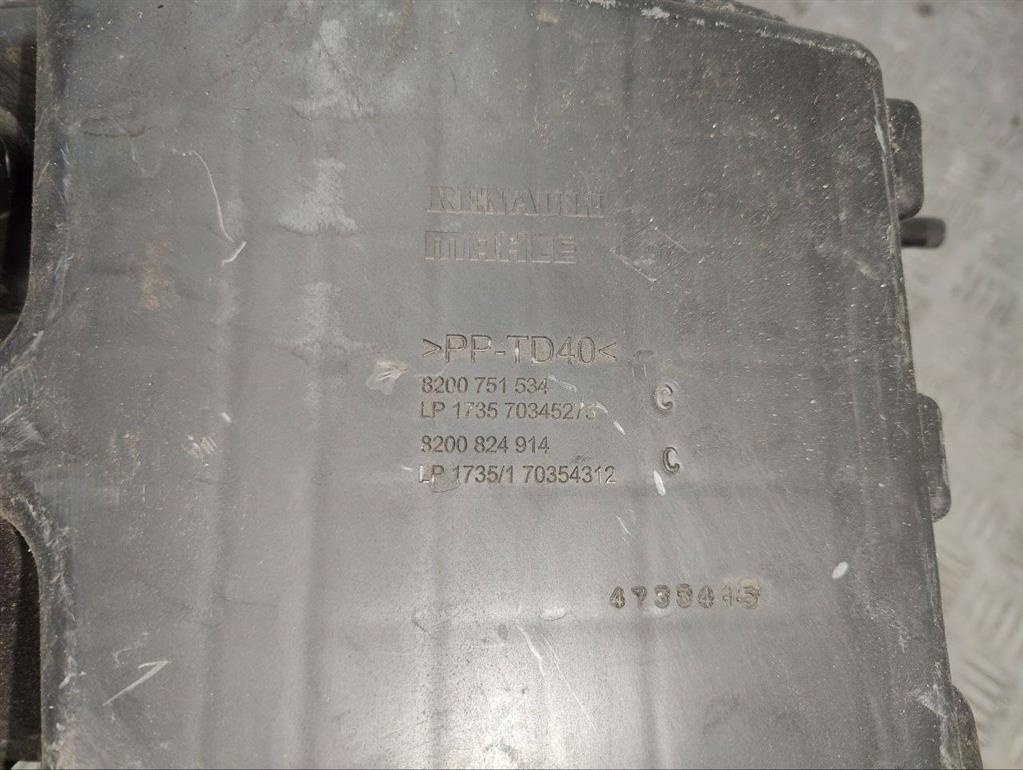 RENAULT
MAHLE
>PP-TD40<
8200 751 534 C
LP 1735 70345273
8200 824 914 C
LP 1735/1 70354312